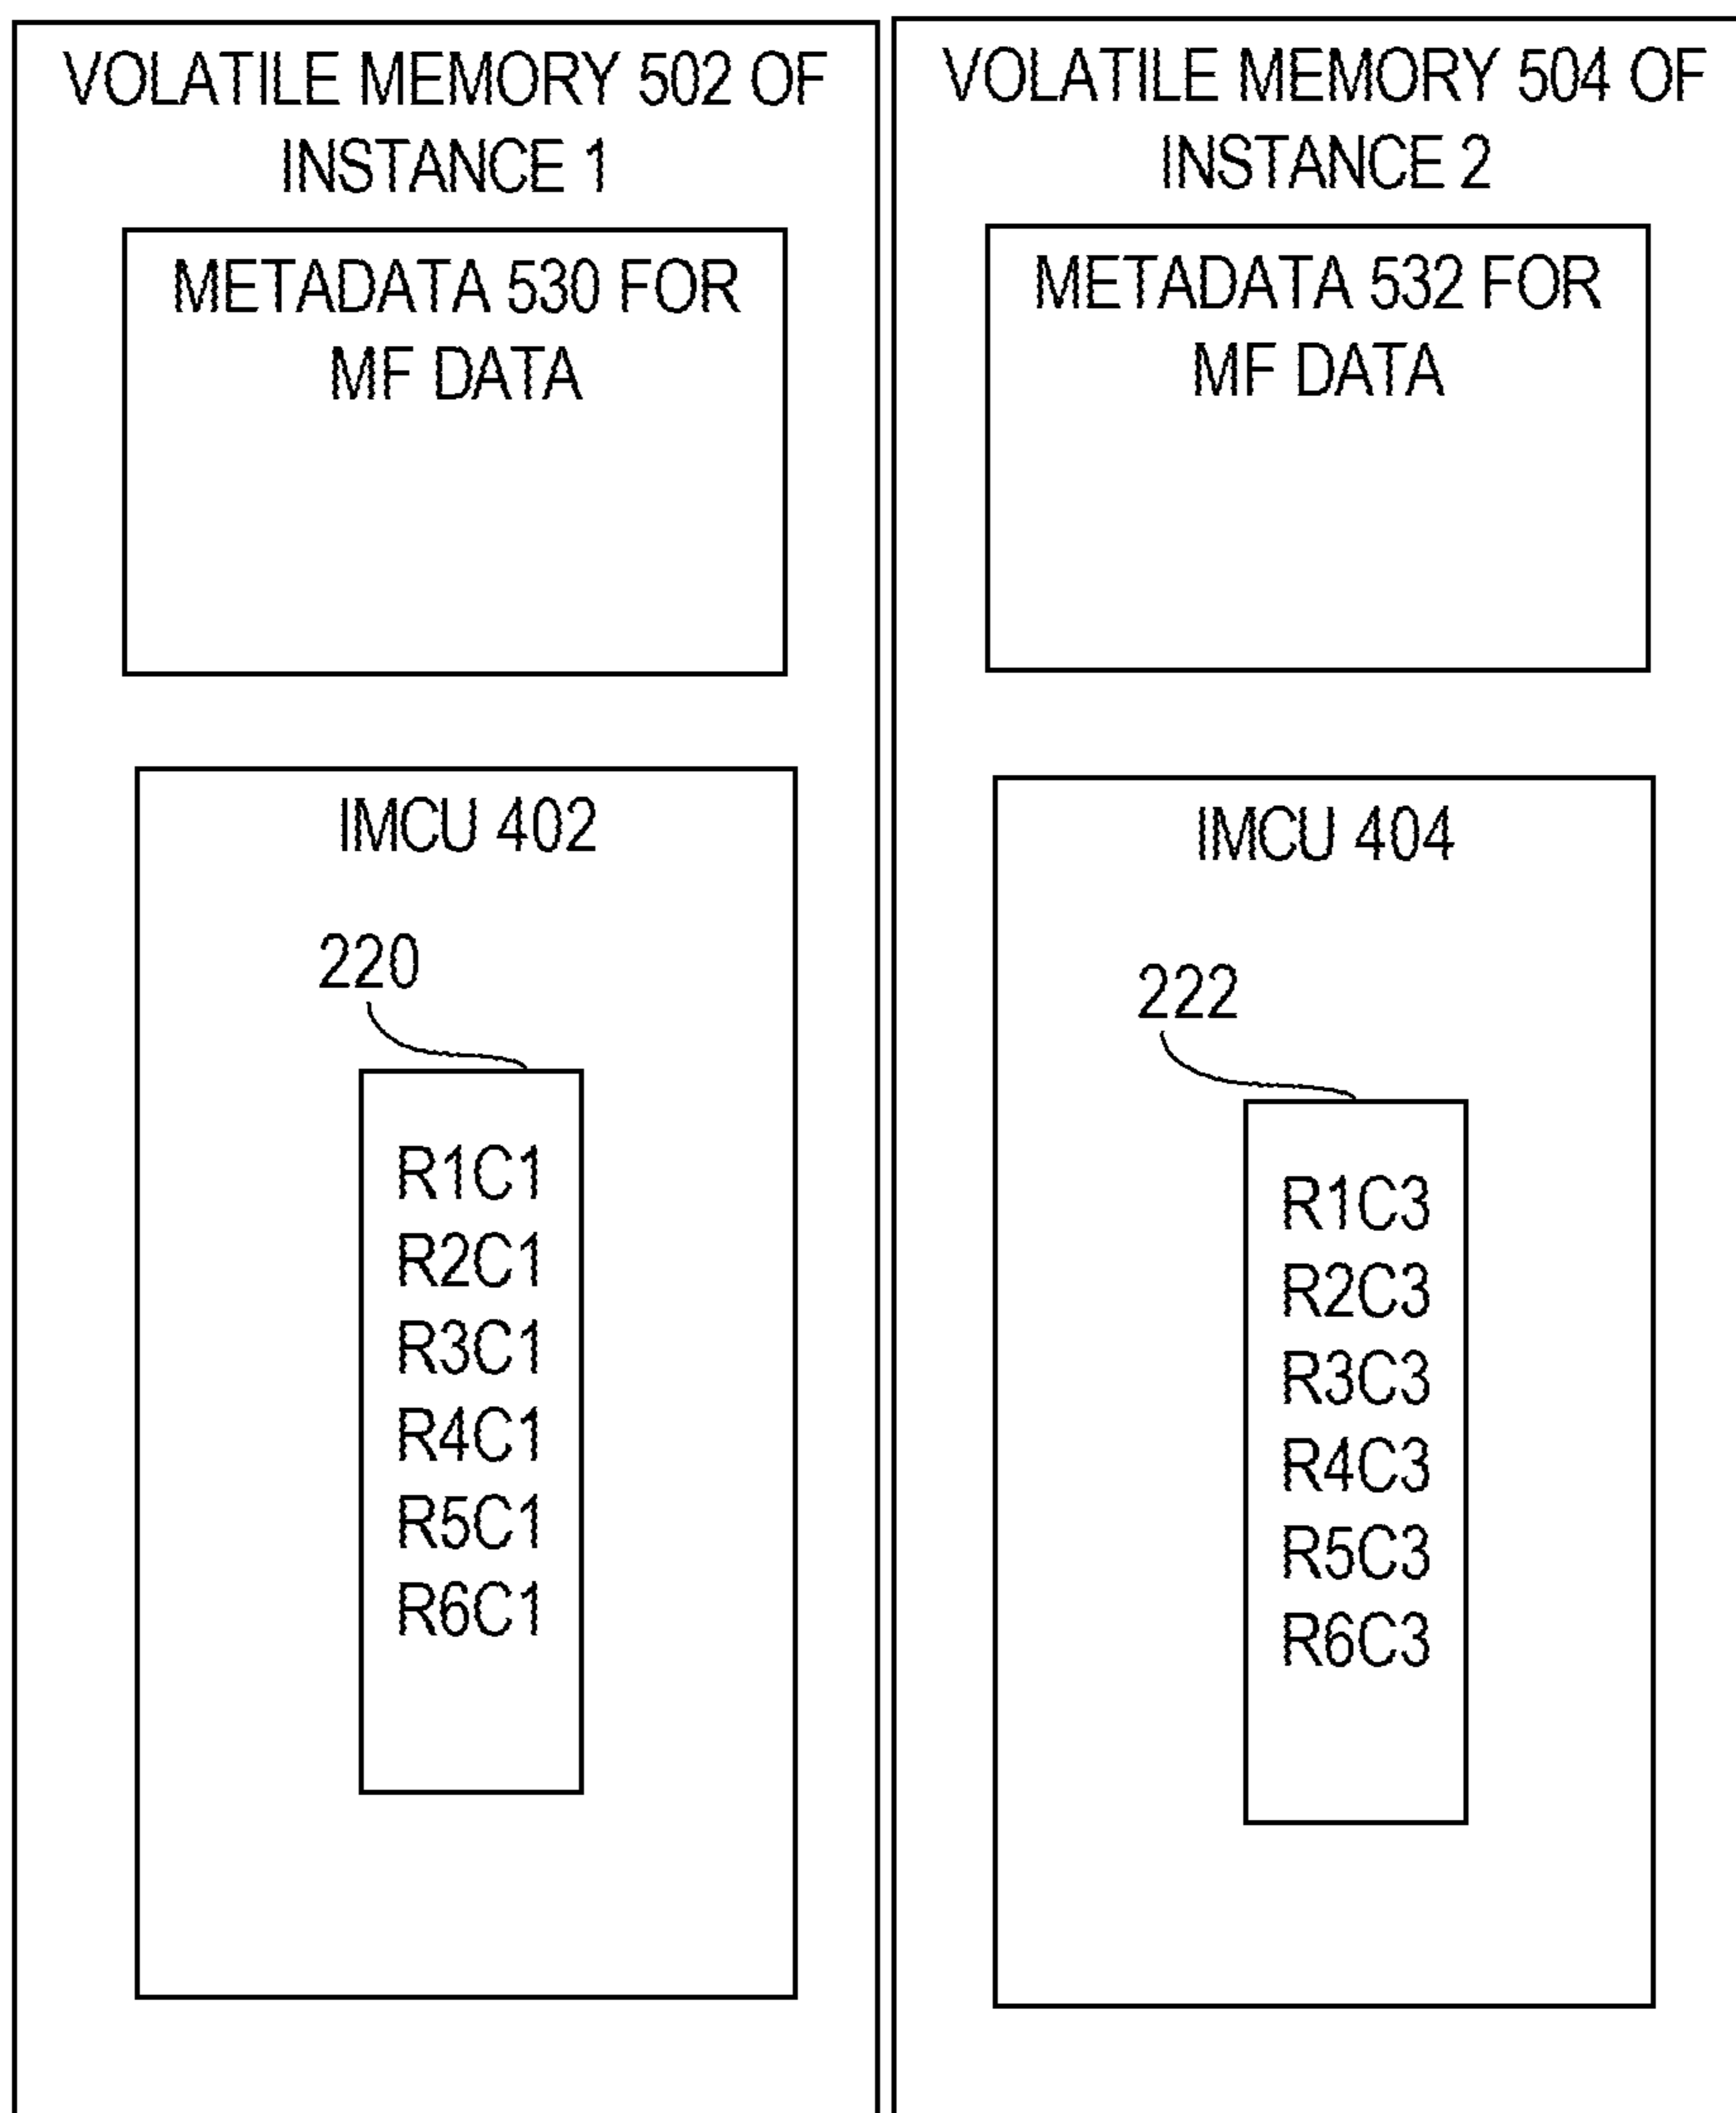 VOLATILE MEMORY 502 OF
INSTANCE 1
METADATA 530 FOR
MF DATA
IMCU 402
220
R1C1
R2C1
R3C1
R4C1
R5C1
R6C1
VOLATILE MEMORY 504 OF
INSTANCE 2
METADATA 532 FOR
MF DATA
IMCU 404
222
R1C3
R2C3
R3C3
R4C3
R5C3
R6C3